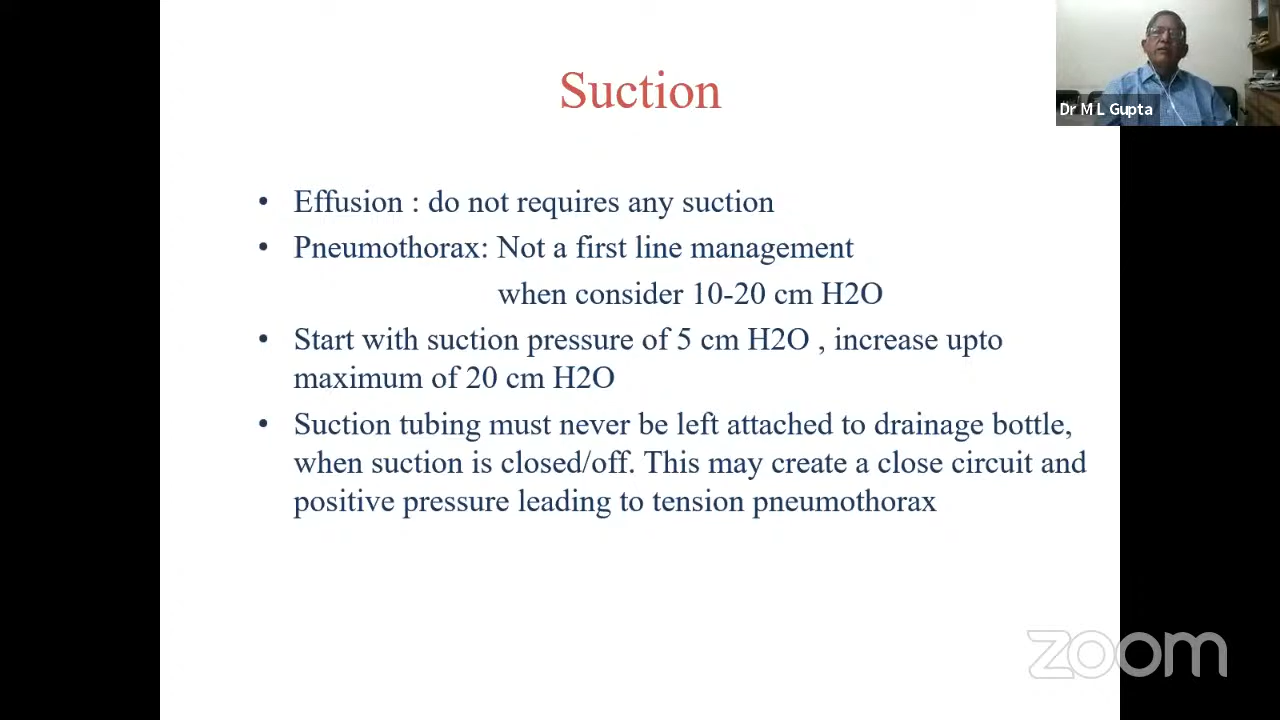 Suction
Dr M L Gupta
• Effusion : do not requires any suction
• Pneumothorax: Not a first line management
when consider 10-20 cm H2O
• Start with suction pressure of 5 cm H2O , increase upto
maximum of 20 cm H2O
• Suction tubing must never be left attached to drainage bottle,
when suction is closed/off. This may create a close circuit and
positive pressure leading to tension pneumothorax
zoom